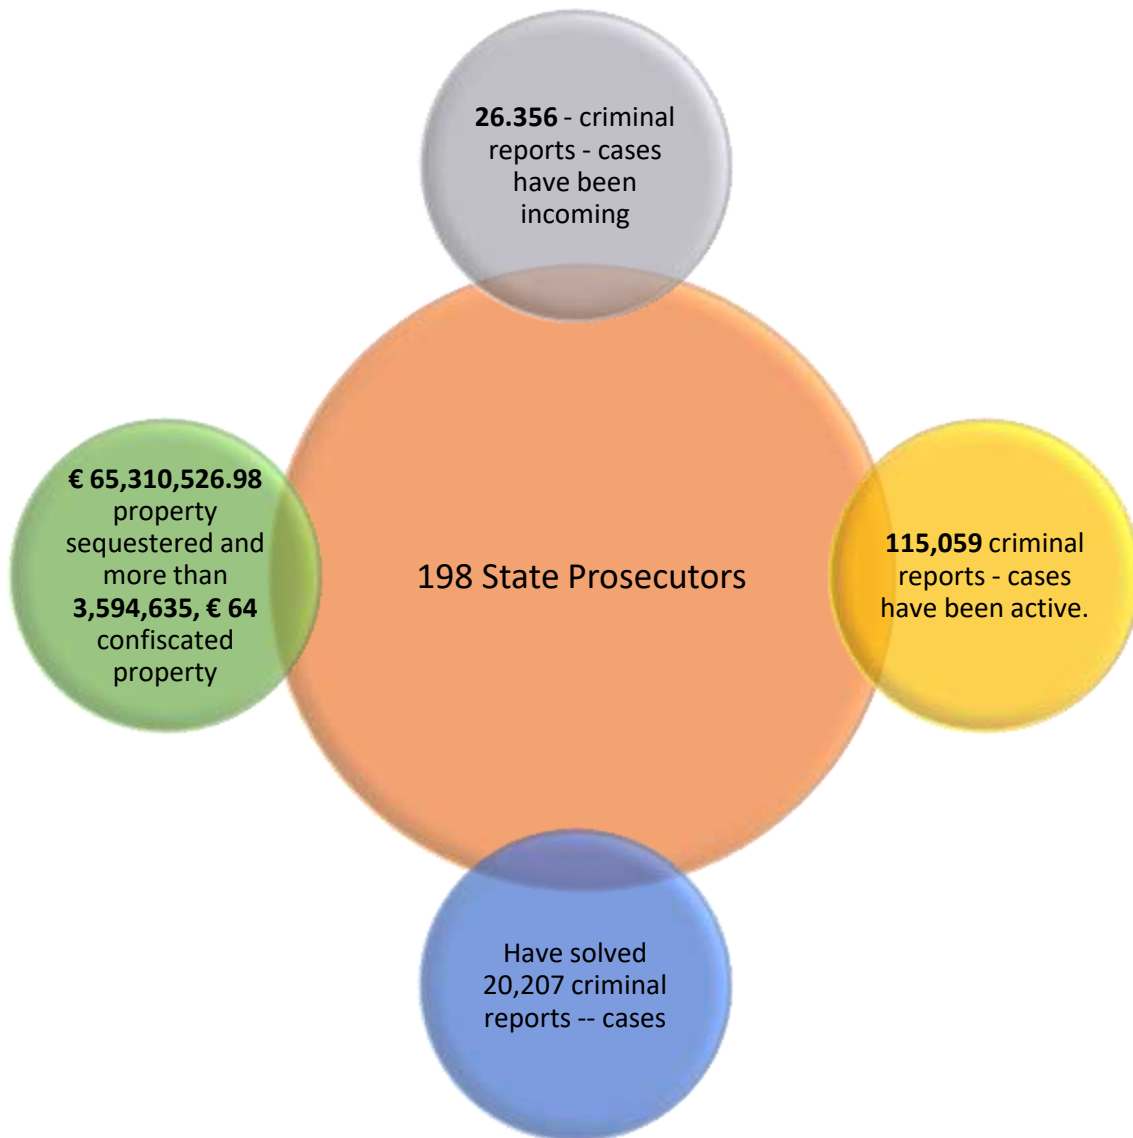 26.356 - criminal
reports - cases
have been
incoming
€ 65,310,526.98
property
sequestered and
more than
3,594,635, € 64
confiscated
property
198 State Prosecutors
115,059 criminal
reports - cases
have been active.
Have solved
20,207 criminal
reports -- cases